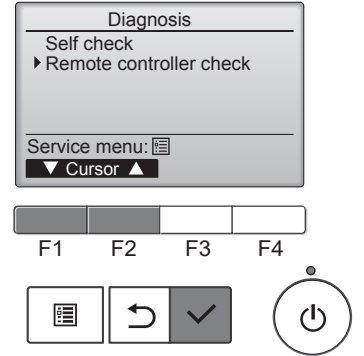 Diagnosis
Self check
Remote controller check
Service menu:
▼ Cursor ▲
F1 F2 F3 F4